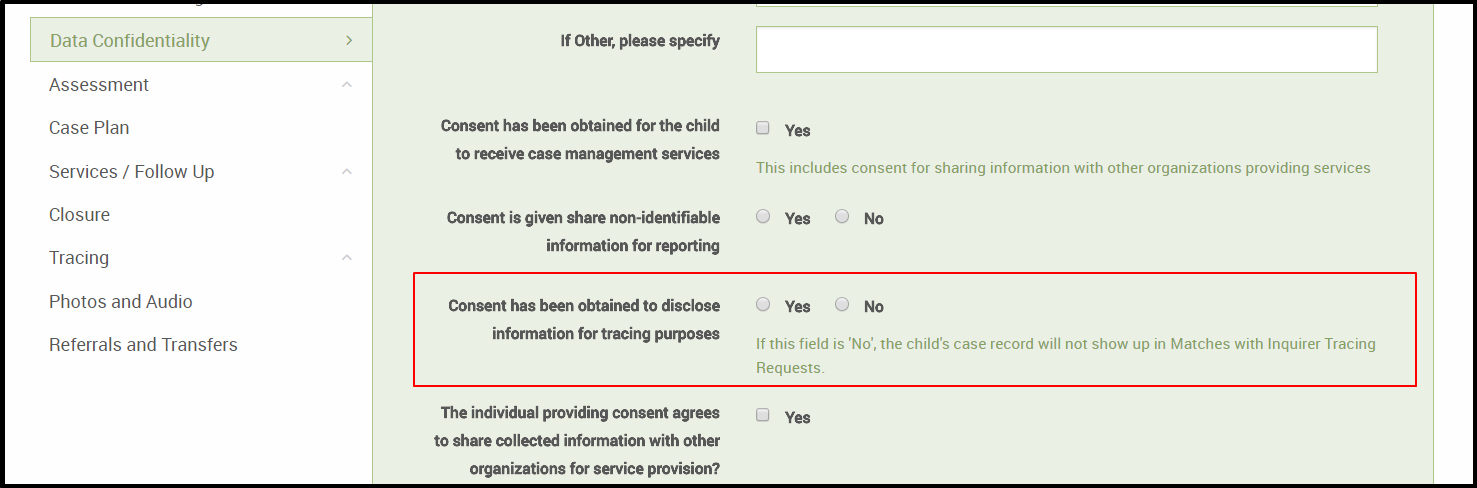 Data Confidentiality
Assessment
Case Plan
Services / Follow Up
Closure
Tracing
Photos and Audio
Referrals and Transfers
If Other, please specify
Consent has been obtained for the child
to receive case management services
Yes
This includes consent for sharing information with other organizations providing services
Consent is given share non-identifiable
information for reporting
Yes No
Consent has been obtained to disclose
information for tracing purposes
Yes No
If this field is 'No', the child's case record will not show up in Matches with Inquirer Tracing
Requests.
The individual providing consent agrees
to share collected information with other
organizations for service provision?
Yes